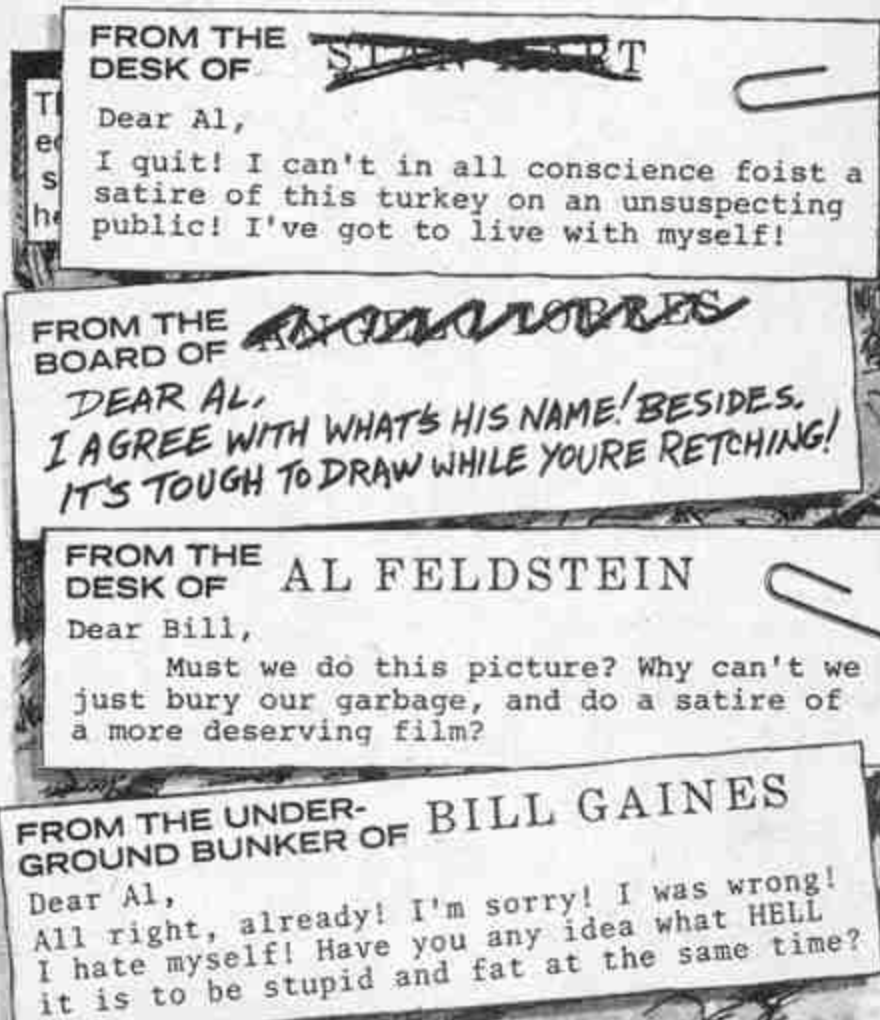 FROM THE
DESK OF
STAN HART
Dear Al,
I quit! I can't in all conscience foist a
satire of this turkey on an unsuspecting
public! I've got to live with myself!
FROM THE
BOARD OF
ANGELO TORRES
DEAR AL,
I AGREE WITH WHAT'S HIS NAME! BESIDES.
IT'S TOUGH TO DRAW WHILE YOURE RETCHING!
FROM THE
DESK OF
AL FELDSTEIN
Dear Bill,
Must we do this picture? Why can't we
just bury our garbage, and do a satire of
a more deserving film?
FROM THE UNDER-
GROUND BUNKER OF
BILL GAINES
Dear Al,
All right, already! I'm sorry! I was wrong!
I hate myself! Have you any idea what HELL
it is to be stupid and fat at the same time?